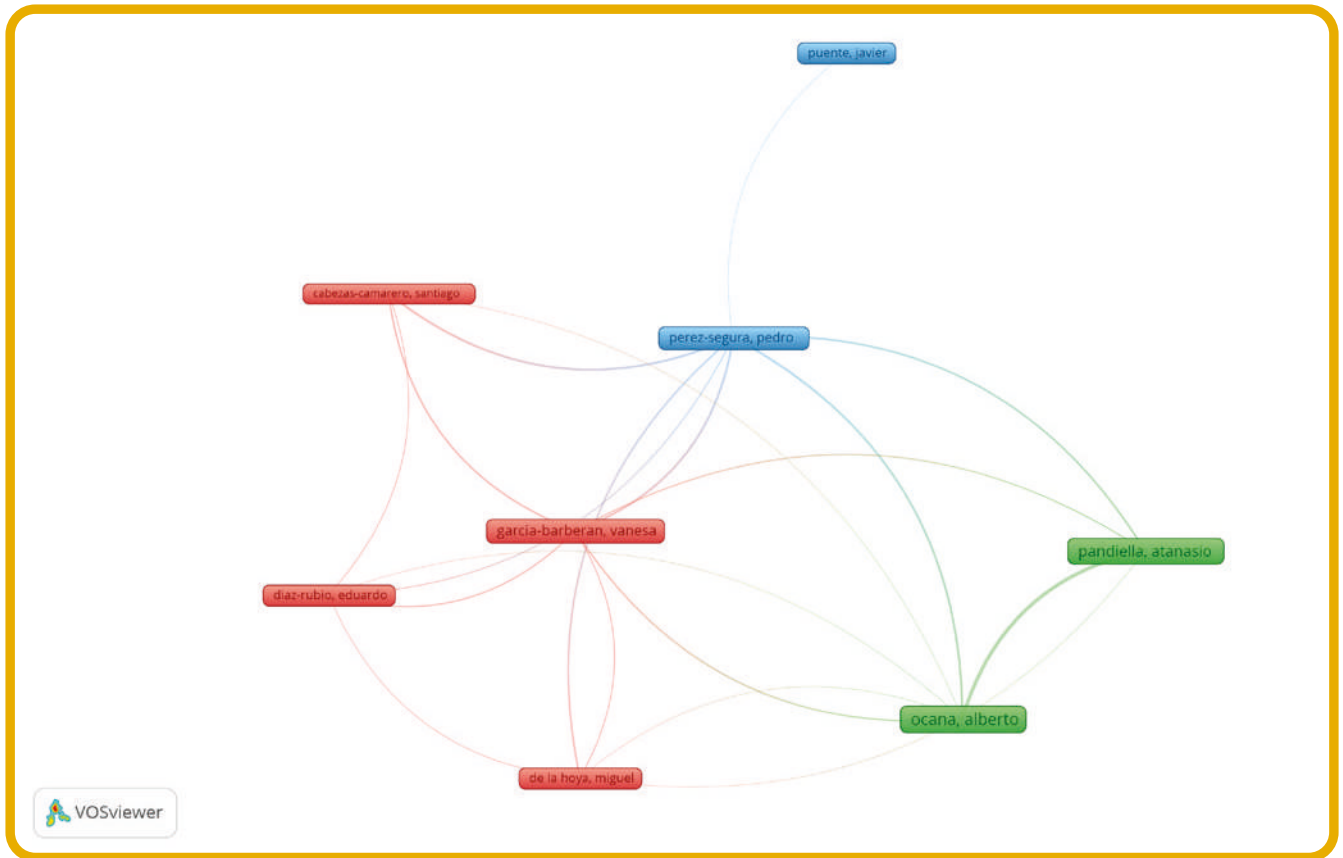 puente, javier
cabezas-camarero, santiago
perez-segura, pedro
garcia-barberan, vanesa
pandiella, atanasio
diaz-rubio, eduardo
ocana, alberto
de la hoya, miguel
VOSviewer